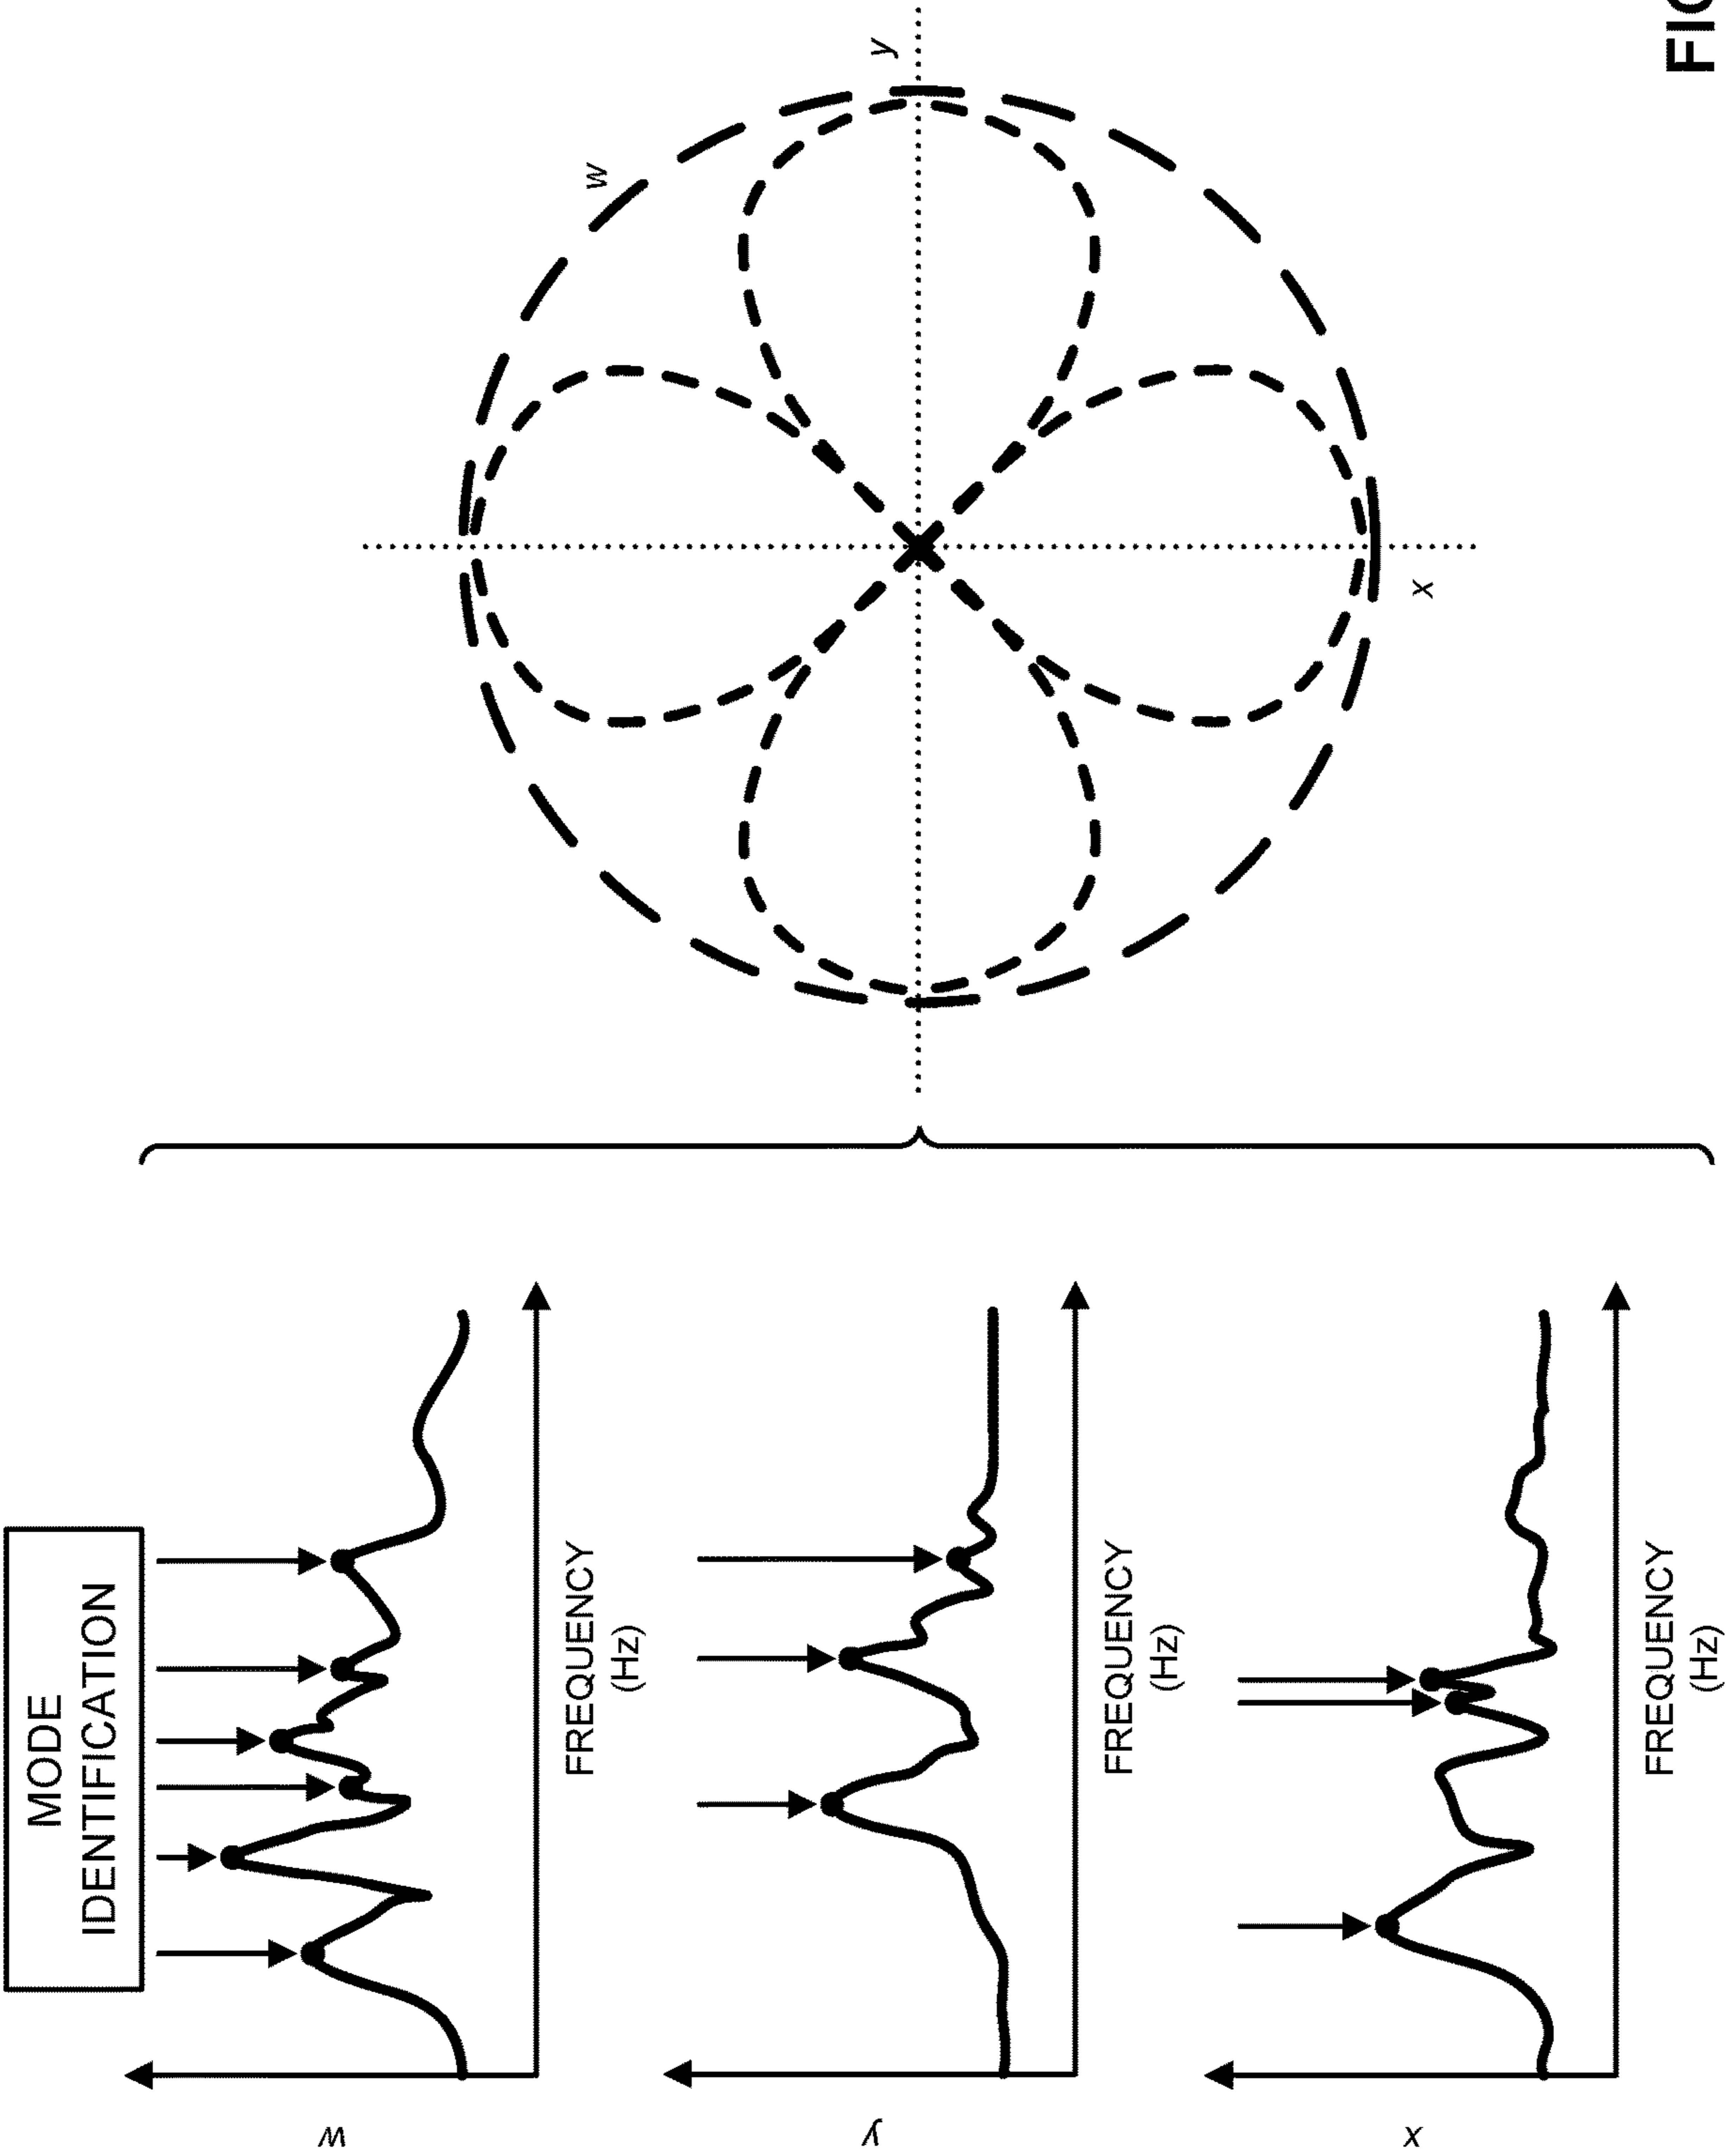 MODE
IDENTIFICATION
w
FREQUENCY
(Hz)
y
FREQUENCY
(Hz)
x
FREQUENCY
(Hz)
w
y
x
FIG